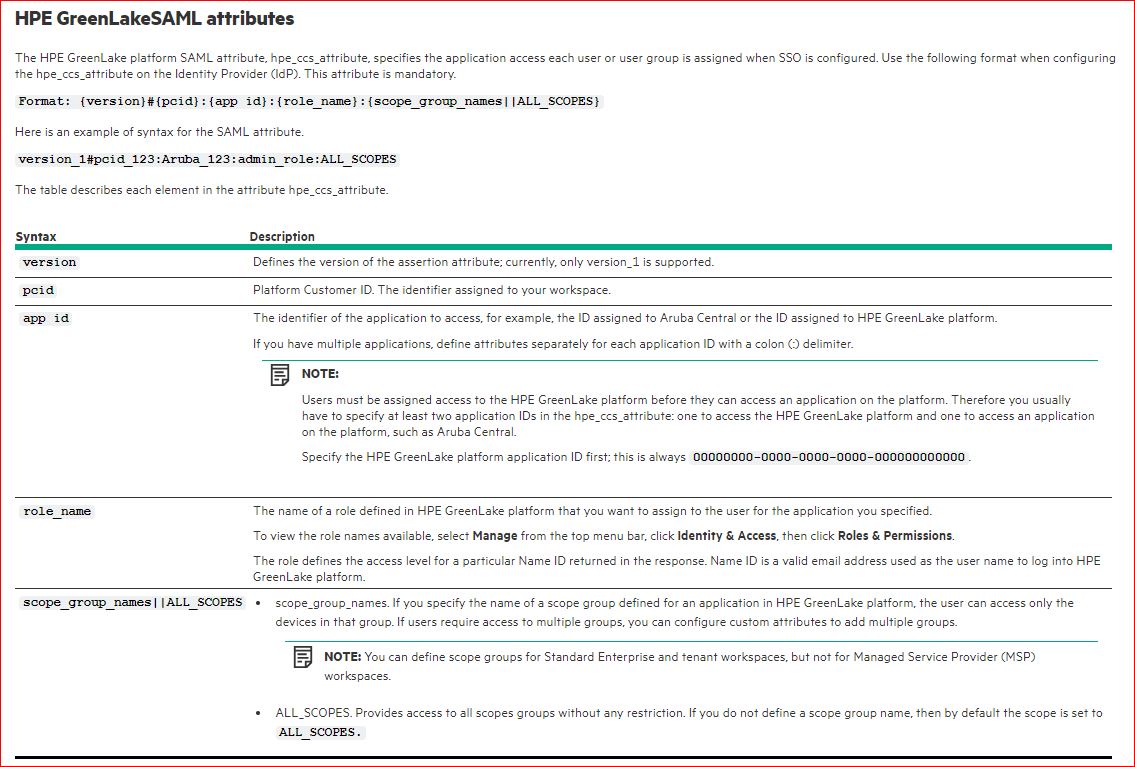 HPE GreenLakeSAML attributes
The HPE GreenLake platform SAML attribute, hpe_ccs_attribute, specifies the application access each user or user group is assigned when SSO is configured. Use the following format when configuring
the hpe_ccs_attribute on the Identity Provider (IdP). This attribute is mandatory.
Format: {version}#{pcid}:{app id}:{role_name}:{scope_group_names||ALL_SCOPES}
Here is an example of syntax for the SAML attribute.
version_1#pcid_123:Aruba_123:admin_role:ALL_SCOPES
The table describes each element in the attribute hpe_ccs_attribute.
Syntax Description
version Defines the version of the assertion attribute; currently, only version_1 is supported.
pcid Platform Customer ID. The identifier assigned to your workspace.
app id The identifier of the application to access, for example, the ID assigned to Aruba Central or the ID assigned to HPE GreenLake platform.
If you have multiple applications, define attributes separately for each application ID with a colon (:) delimiter.
NOTE:
Users must be assigned access to the HPE GreenLake platform before they can access an application on the platform. Therefore you usually
have to specify at least two application IDs in the hpe_ccs_attribute: one to access the HPE GreenLake platform and one to access an application
on the platform, such as Aruba Central.
Specify the HPE GreenLake platform application ID first; this is always 00000000-0000-0000-0000-000000000000.
role_name The name of a role defined in HPE GreenLake platform that you want to assign to the user for the application you specified.
To view the role names available, select Manage from the top menu bar, click Identity & Access, then click Roles & Permissions.
The role defines the access level for a particular Name ID returned in the response. Name ID is a valid email address used as the user name to log into HPE
GreenLake platform.
scope_group_names||ALL_SCOPES • scope_group_names. If you specify the name of a scope group defined for an application in HPE GreenLake platform, the user can access only the
devices in that group. If users require access to multiple groups, you can configure custom attributes to add multiple groups.
NOTE: You can define scope groups for Standard Enterprise and tenant workspaces, but not for Managed Service Provider (MSP)
workspaces.
• ALL_SCOPES. Provides access to all scopes groups without any restriction. If you do not define a scope group name, then by default the scope is set to
ALL_SCOPES.